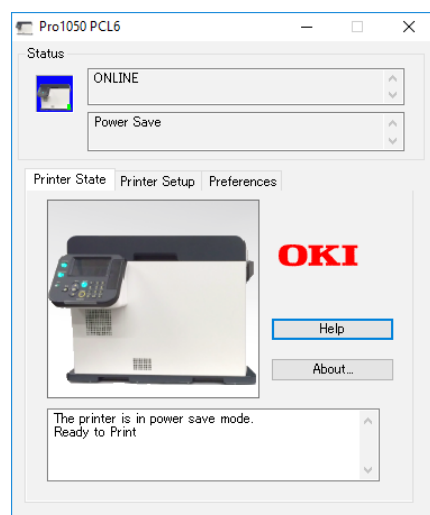 Pro1050 PCL6
Status
ONLINE
Power Save
Printer State Printer Setup Preferences
OKI
Help
About...
The printer is in power save mode.
Ready to Print